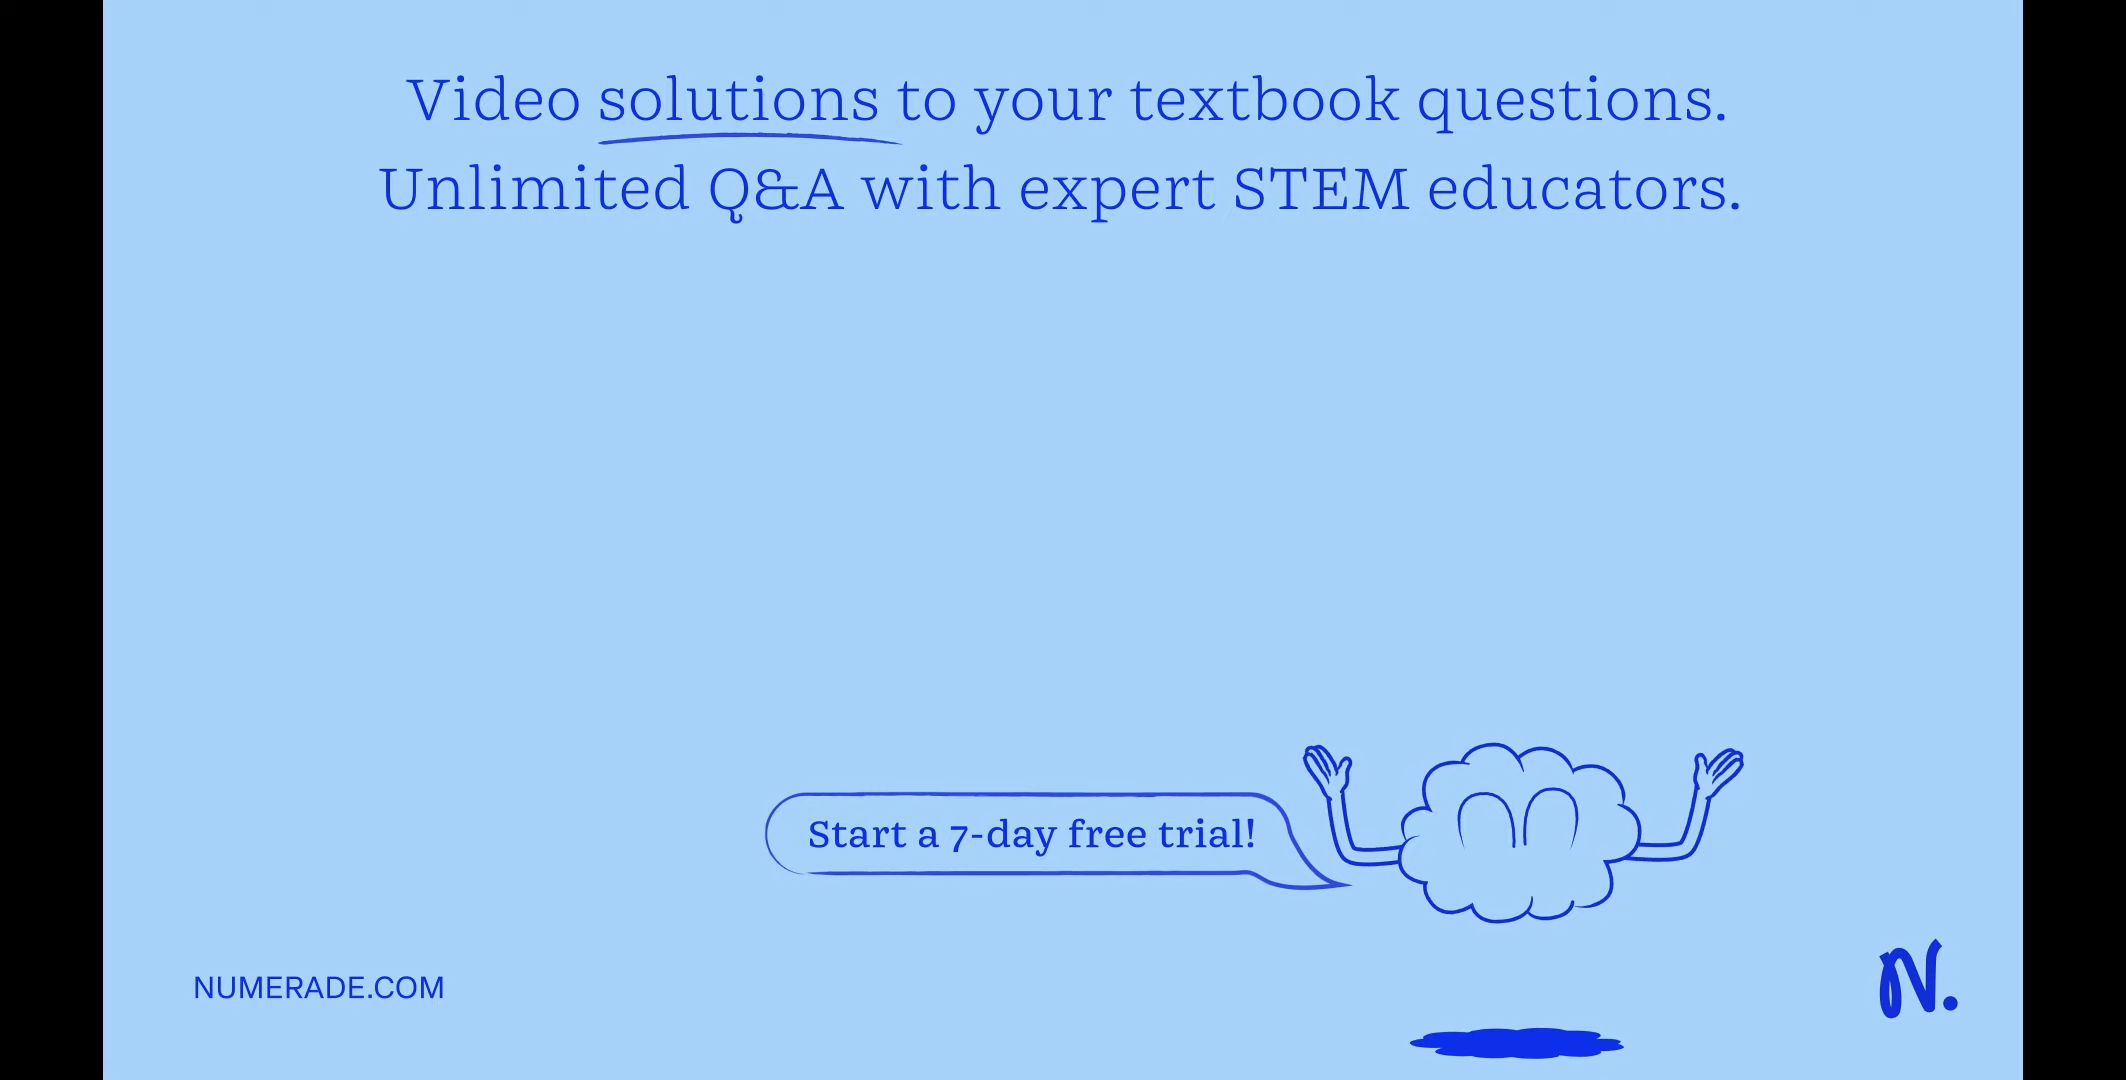 Video solutions to your textbook questions.
Unlimited Q&A with expert STEM educators.
Start a 7-day free trial!
NUMERADE.COM
N.